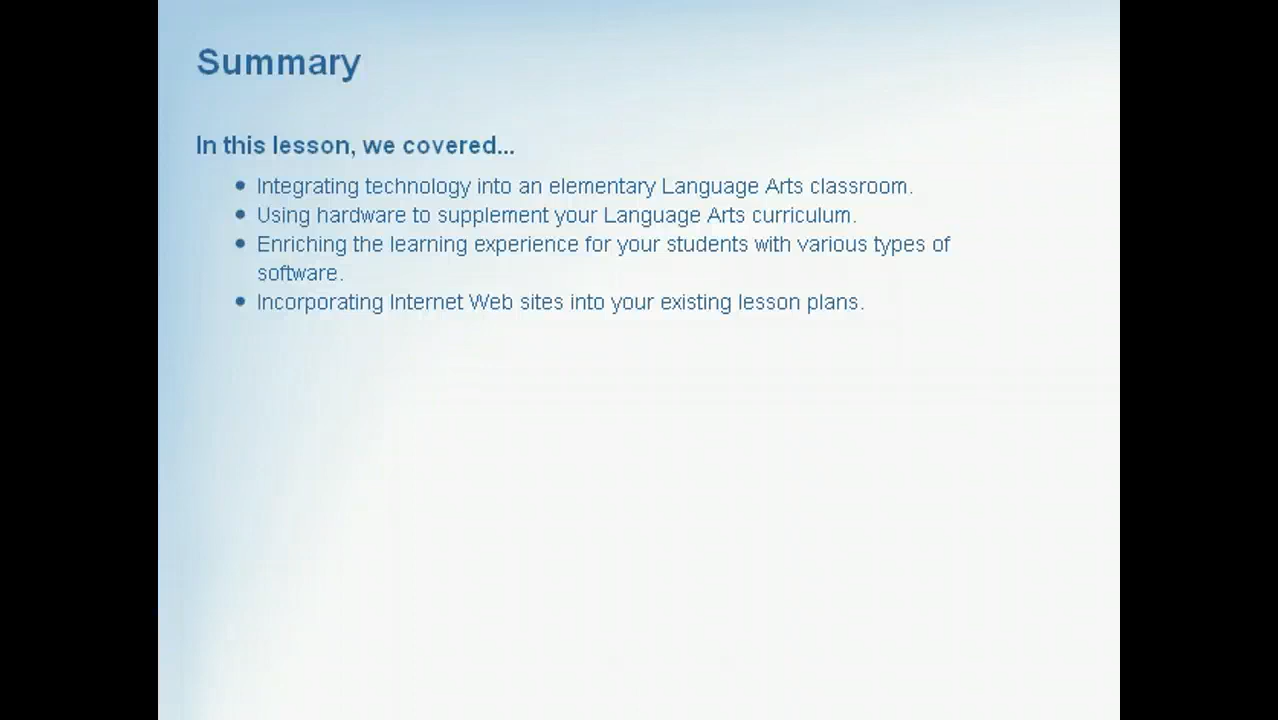 Summary
In this lesson, we covered...
• Integrating technology into an elementary Language Arts classroom.
• Using hardware to supplement your Language Arts curriculum.
• Enriching the learning experience for your students with various types of
software.
• Incorporating Internet Web sites into your existing lesson plans.